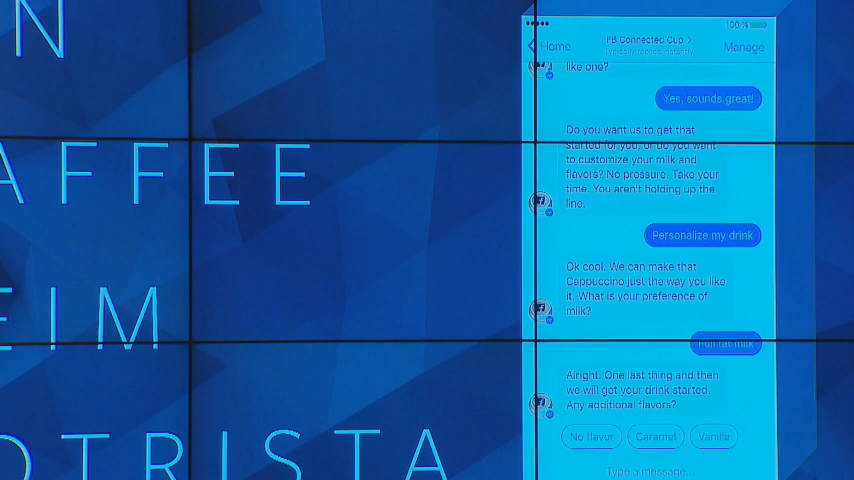 N
AFFEE
EIM
OTRISTA
100 %
Home
FB Connected Cup >
Typically replies instantly
Manage
like one?
Yes, sounds great!
Do you want us to get that
started for you, or do you want
to customize your milk and
flavors? No pressure. Take your
time. You aren't holding up the
line.
Personalize my drink
Ok cool. We can make that
Cappuccino just the way you like
it. What is your preference of
milk?
Full fat milk
Alright. One last thing and then
we will get your drink started.
Any additional flavors?
No flavor
Caramel
Vanilla
Type a message...